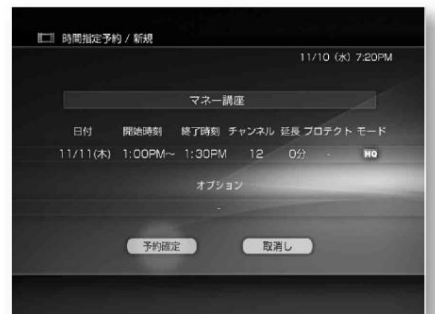 時間指定予約 / 新規
11/10 (水) 7:20PM
マネー講座
日付 開始時刻 終了時刻 チャンネル 延長 プロテクト モード
11/11(木) 1:00PM~ 1:30PM 12 0分 - HQ
オプション
-
予約確定 取消し